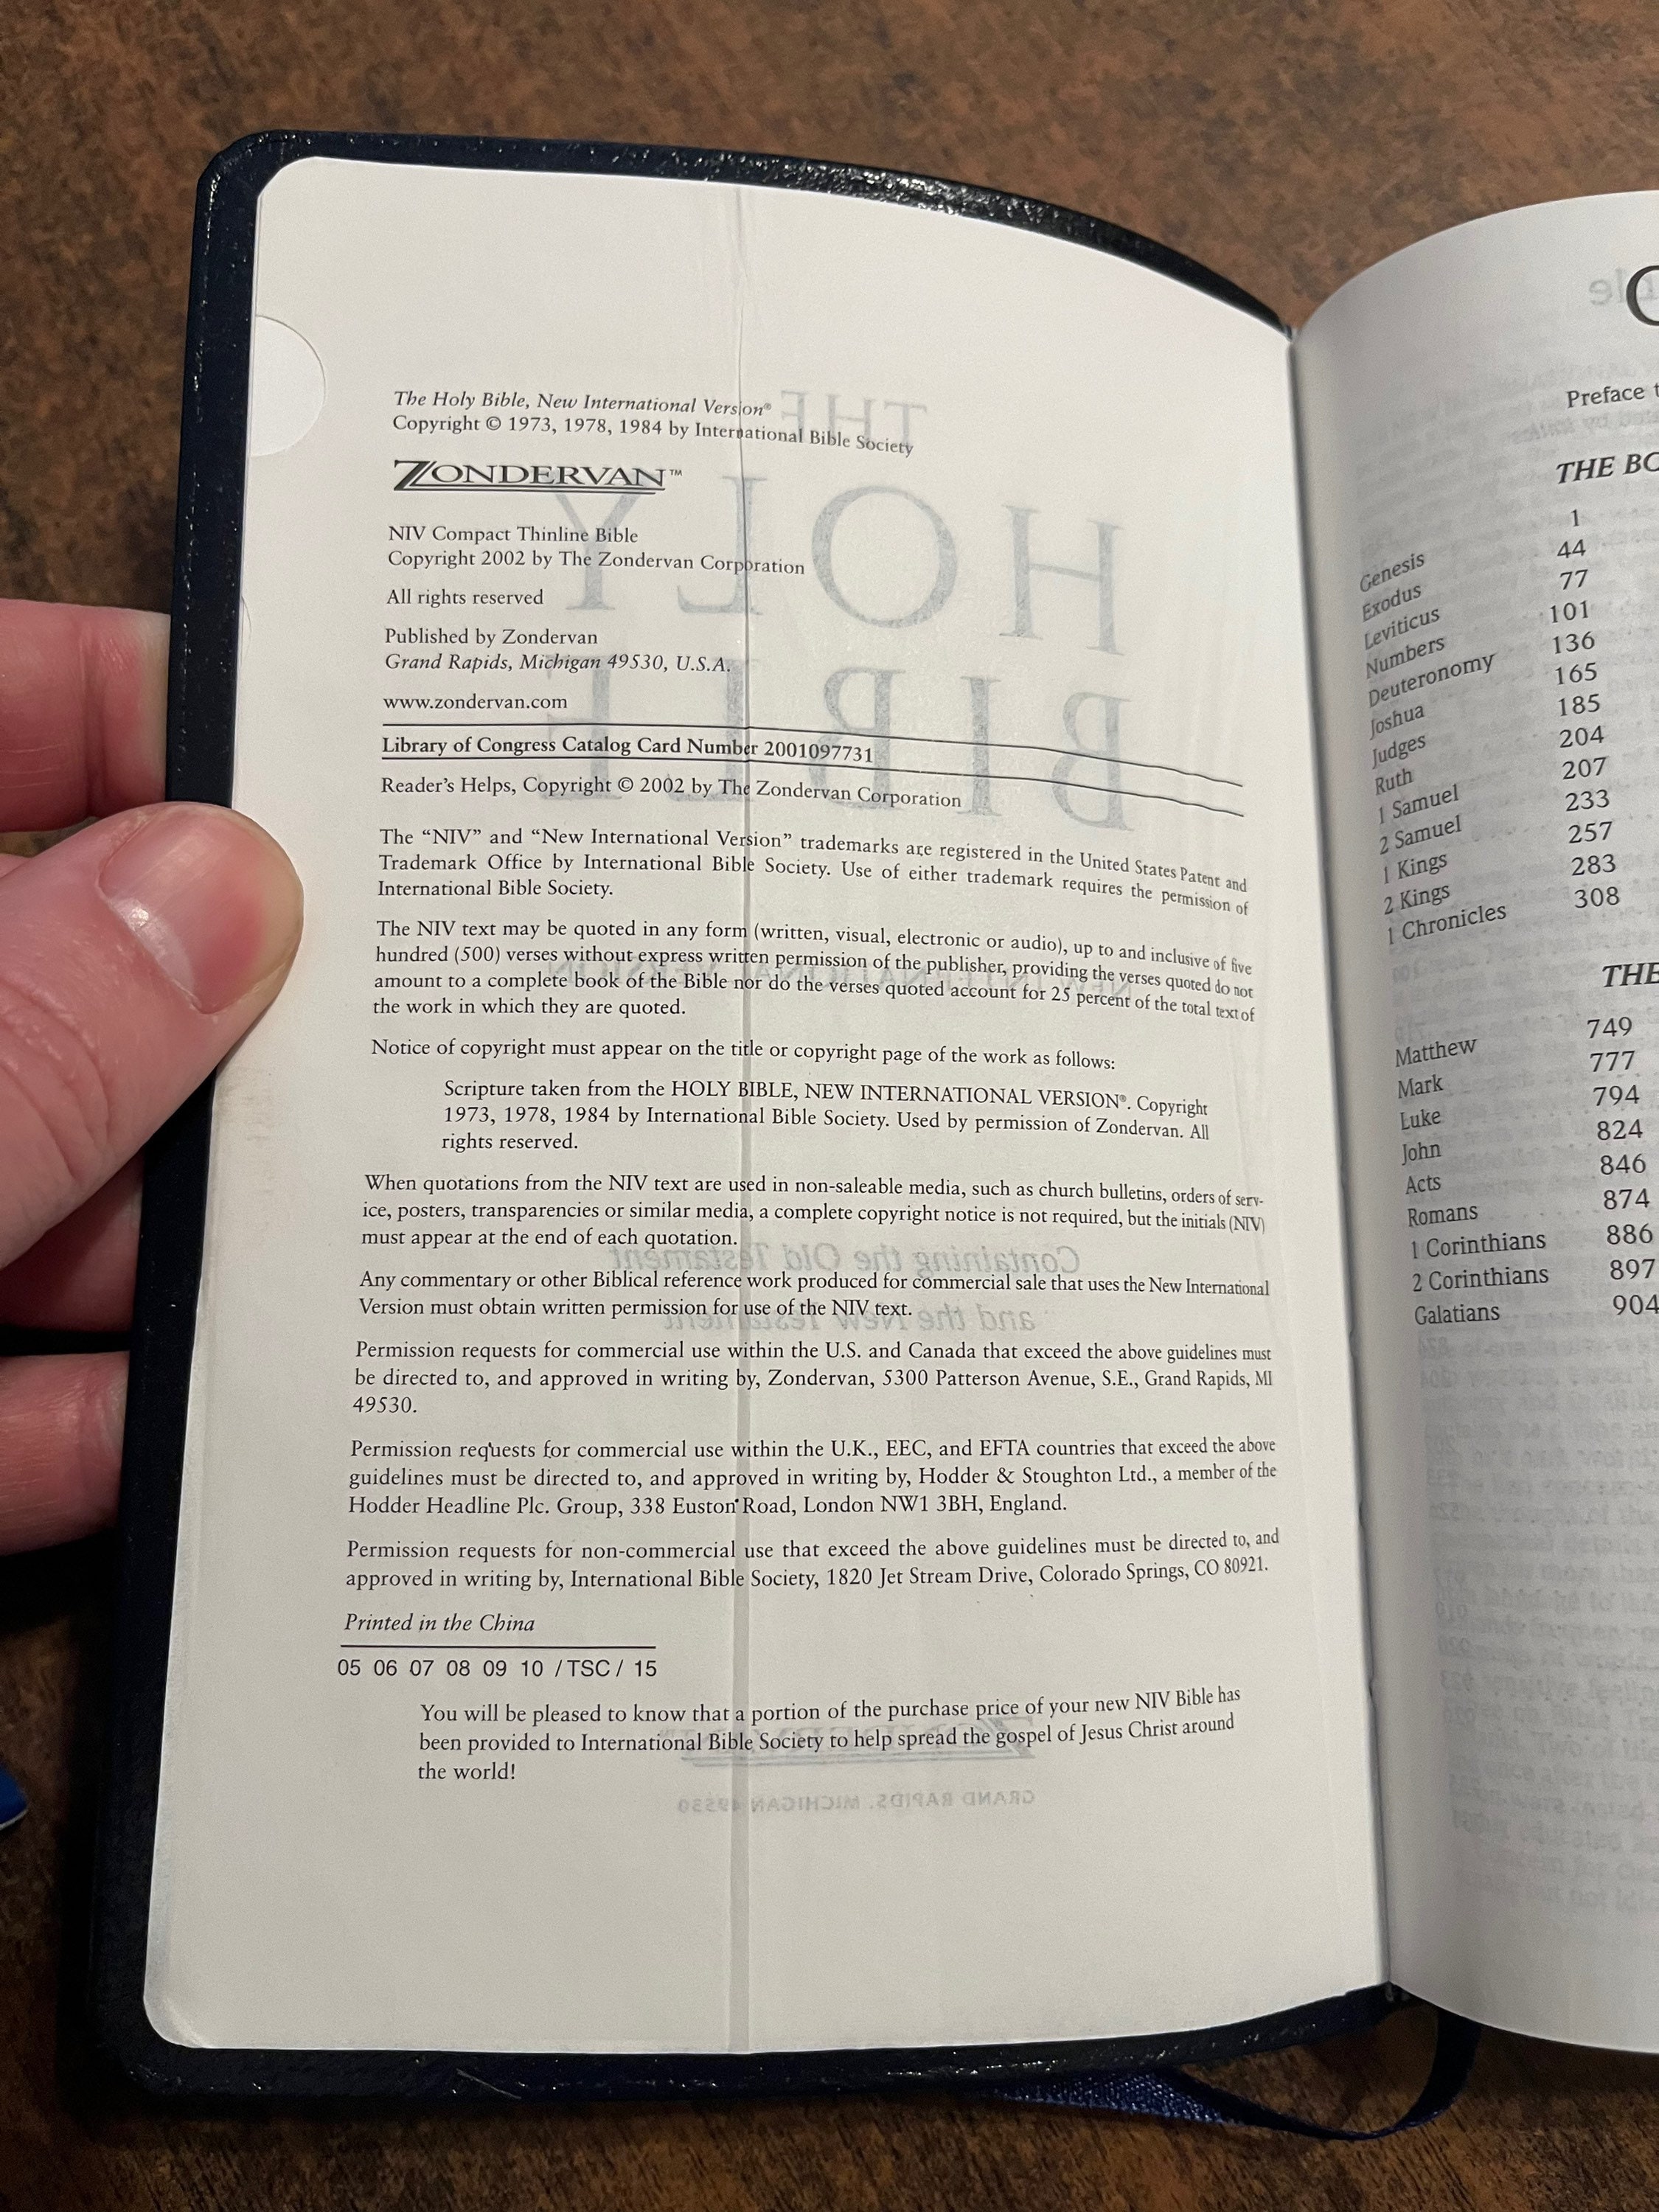 The Holy Bible, New International Version®
Copyright © 1973, 1978, 1984 by International Bible Society
ZONDERVAN™
NIV Compact Thinline Bible
Copyright 2002 by The Zondervan Corporation
All rights reserved
Published by Zondervan
Grand Rapids, Michigan 49530, U.S.A.
www.zondervan.com
Library of Congress Catalog Card Number 2001097731
Reader's Helps, Copyright © 2002 by The Zondervan Corporation
The “NIV” and “New International Version” trademarks are registered in the United States Patent and
Trademark Office by International Bible Society. Use of either trademark requires the permission of
International Bible Society.
The NIV text may be quoted in any form (written, visual, electronic or audio), up to and inclusive of five
hundred (500) verses without express written permission of the publisher, providing the verses quoted do not
amount to a complete book of the Bible nor do the verses quoted account for 25 percent of the total text of
the work in which they are quoted.
Notice of copyright must appear on the title or copyright page of the work as follows:
Scripture taken from the HOLY BIBLE, NEW INTERNATIONAL VERSION®. Copyright
1973, 1978, 1984 by International Bible Society. Used by permission of Zondervan. All
rights reserved.
When quotations from the NIV text are used in non-saleable media, such as church bulletins, orders of serv-
ice, posters, transparencies or similar media, a complete copyright notice is not required, but the initials (NIV)
must appear at the end of each quotation.
Any commentary or other Biblical reference work produced for commercial sale that uses the New International
Version must obtain written permission for use of the NIV text.
Permission requests for commercial use within the U.S. and Canada that exceed the above guidelines must
be directed to, and approved in writing by, Zondervan, 5300 Patterson Avenue, S.E., Grand Rapids, MI
49530.
Permission requests for commercial use within the U.K., EEC, and EFTA countries that exceed the above
guidelines must be directed to, and approved in writing by, Hodder & Stoughton Ltd., a member of the
Hodder Headline Plc. Group, 338 Euston Road, London NW1 3BH, England.
Permission requests for non-commercial use that exceed the above guidelines must be directed to, and
approved in writing by, International Bible Society, 1820 Jet Stream Drive, Colorado Springs, CO 80921.
Printed in the China
05 06 07 08 09 10 / TSC / 15
You will be pleased to know that a portion of the purchase price of your new NIV Bible has
been provided to International Bible Society to help spread the gospel of Jesus Christ around
the world!
Preface
THE
Genesis 1
Exodus 44
Leviticus 77
Numbers 101
Deuteronomy 136
Joshua 165
Judges 185
Ruth 204
1 Samuel 207
2 Samuel 233
1 Kings 257
2 Kings 283
1 Chronicles 308
THE
Matthew 749
Mark 777
Luke 794
John 824
Acts 846
Romans 874
1 Corinthians 886
2 Corinthians 897
Galatians 904